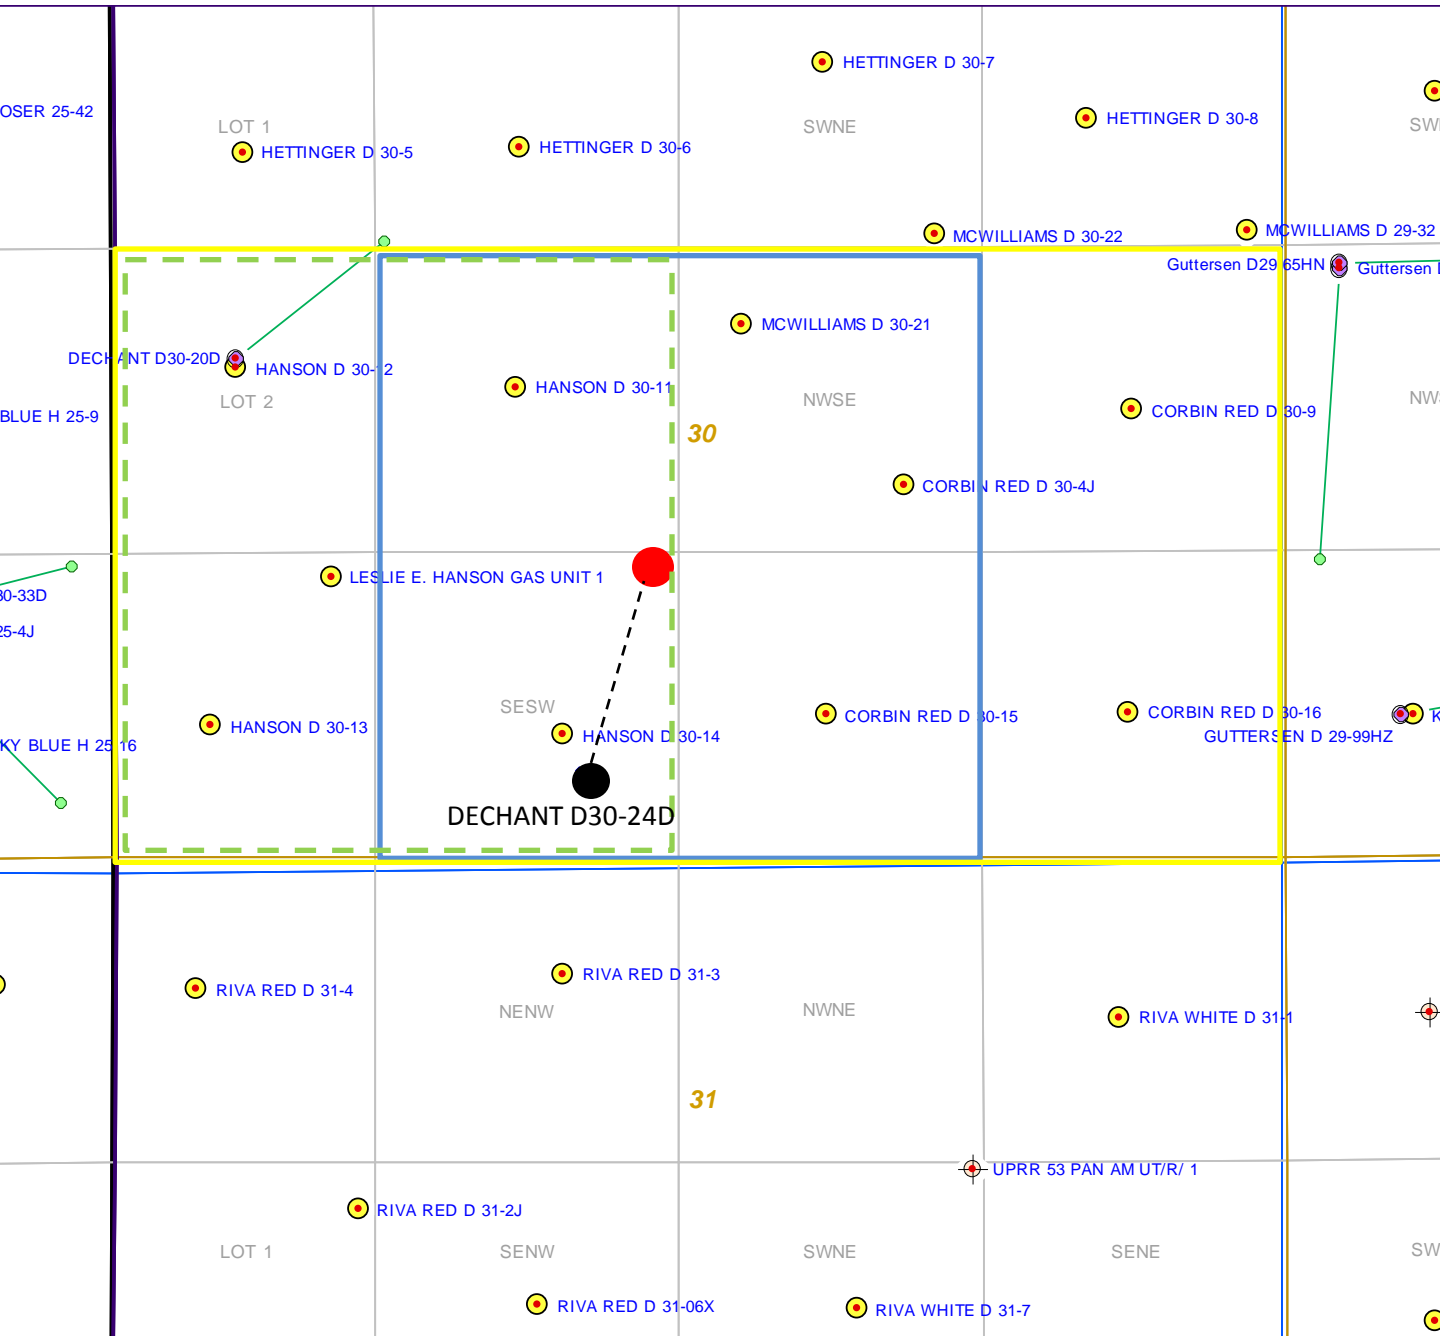 HETTINGER D 30-7
OSER 25-42
LOT 1
SWNE
HETTINGER D 30-8
HETTINGER D 30-5
HETTINGER D 30-6
MCWILLIAMS D 30-22
MCWILLIAMS D 29-32
Guttersen D29-65HN
Guttersen
MCWILLIAMS D 30-21
DECHANT D30-20D
HANSON D 30-12
HANSON D 30-11
LOT 2
NWSE
BLUE H 25-9
CORBIN RED D 30-9
30
CORBIN RED D 30-4J
LESLIE E. HANSON GAS UNIT 1
30-33D
25-4J
SESW
HANSON D 30-13
HANSON D 30-14
CORBIN RED D 30-15
CORBIN RED D 30-16
KY BLUE H 25-16
GUTTERSEN D 29-99HZ
DECHANT D30-24D
RIVA RED D 31-4
RIVA RED D 31-3
NENW
NWNE
RIVA WHITE D 31-1
31
UPRR 53 PAN AM UT/R/ 1
RIVA RED D 31-2J
LOT 1
SENW
SWNE
SENE
SW
RIVA RED D 31-06X
RIVA WHITE D 31-7